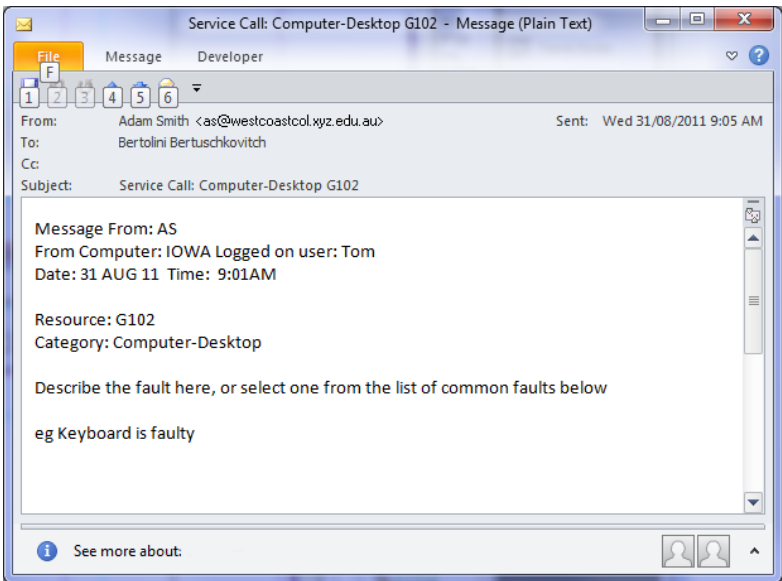 Service Call: Computer-Desktop G102 - Message (Plain Text)
File Message Developer
F
1 2 3 4 5 6
From: Adam Smith <as@westcoastcol.xyz.edu.au> Sent: Wed 31/08/2011 9:05 AM
To: Bertolini Bertuschkovitch
Cc:
Subject: Service Call: Computer-Desktop G102
Message From: AS
From Computer: IOWA Logged on user: Tom
Date: 31 AUG 11 Time: 9:01AM
Resource: G102
Category: Computer-Desktop
Describe the fault here, or select one from the list of common faults below
eg Keyboard is faulty
See more about: